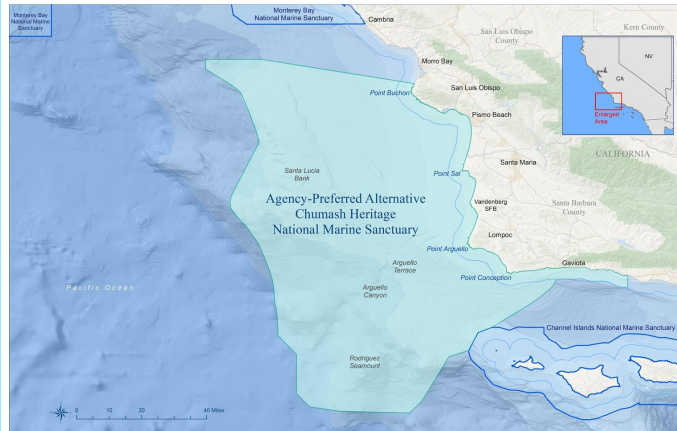 Monterey Bay
National Marine
Sanctuary
Monterey Bay
National Marine Sanctuary
Cambria
San Luis Obispo
County
Kern County
NV
CA
Enlarged
Area
Morro Bay
Point Buchon
San Luis Obispo
Pismo Beach
CALIFORNIA
Santa Lucia
Bank
Point Sal
Santa Maria
Agency-Preferred Alternative
Chumash Heritage
National Marine Sanctuary
Vandenberg
SFB
Santa Barbara
County
Lompoc
Point Arguello
Arguello
Terrace
Gaviota
Point Conception
Pacific Ocean
Arguello
Canyon
Channel Islands National Marine Sanctuary
Rodriguez
Seamount
0 10 20 40 Miles